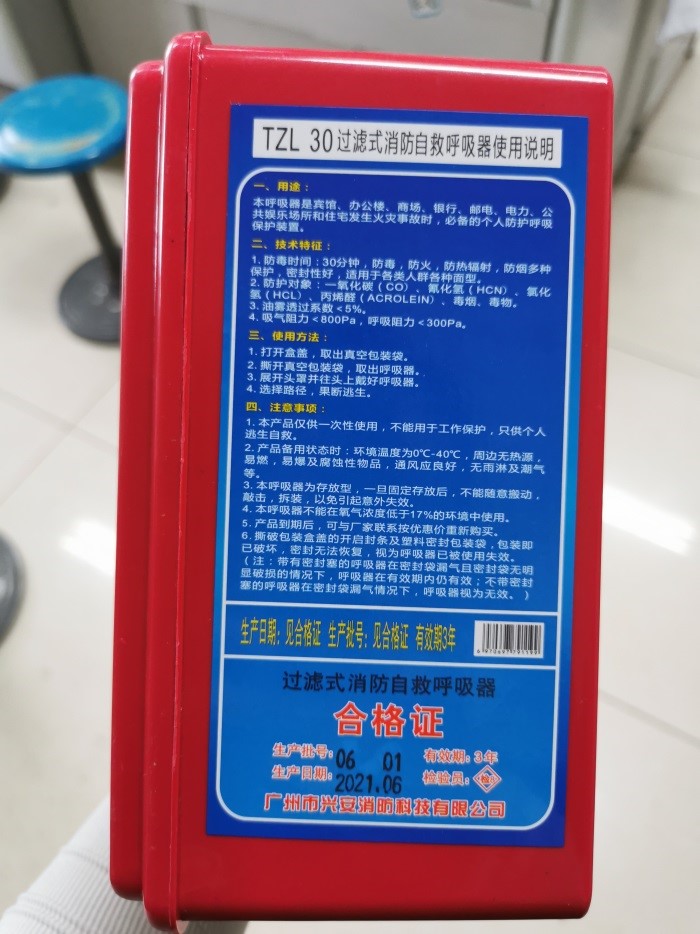 TZL 30过滤式消防自救呼吸器使用说明
一、用途：
本呼吸器是宾馆、办公楼、商场、银行、邮电、电力、公
共娱乐场所和住宅发生火灾事故时，必备的个人防护呼吸
保护装置。
二、技术特征：
1. 防毒时间：30分钟，防毒，防火，防热辐射，防烟多种
保护，密封性好，适用于各类人群各种面型。
2. 防护对象：一氧化碳（CO）、氰化氢（HCN）、氯化
氢（HCL）、丙烯醛（ACROLEIN）、毒烟、毒物。
3. 油雾透过系数＜5%。
4. 吸气阻力＜800Pa，呼吸阻力＜300Pa。
三、使用方法：
1. 打开盒盖，取出真空包装袋。
2. 撕开真空包装袋，取出呼吸器。
3. 展开头罩并往头上戴好呼吸器。
4. 选择路径，果断逃生。
四、注意事项：
1. 本产品仅供一次性使用，不能用于工作保护，只供个人
逃生自救。
2. 产品备用状态时：环境温度为0℃-40℃，周边无热源，
易燃，易爆及腐蚀性物品，通风应良好，无雨淋及潮气
等。
3. 本呼吸器为存放型，一旦固定存放后，不能随意搬动，
敲击，拆装，以免引起意外失效。
4. 本呼吸器不能在氧气浓度低于17%的环境中使用。
5. 产品到期后，可与厂家联系按优惠价重新购买。
6. 撕破包装盒盖的开启封条及塑料密封包装袋，包装即
已破坏，密封无法恢复，视为呼吸器已被使用失效。
（注：带有密封塞的呼吸器在密封袋漏气且密封袋无明
显破损的情况下，呼吸器在有效期内仍有效；不带密封
塞的呼吸器在密封袋漏气情况下，呼吸器视为无效。）
生产日期：见合格证 生产批号：见合格证 有效期3年
过滤式消防自救呼吸器
合格证
生产批号：06 01 有效期：3年
生产日期：2021.06 检验员：
广州市兴安消防科技有限公司